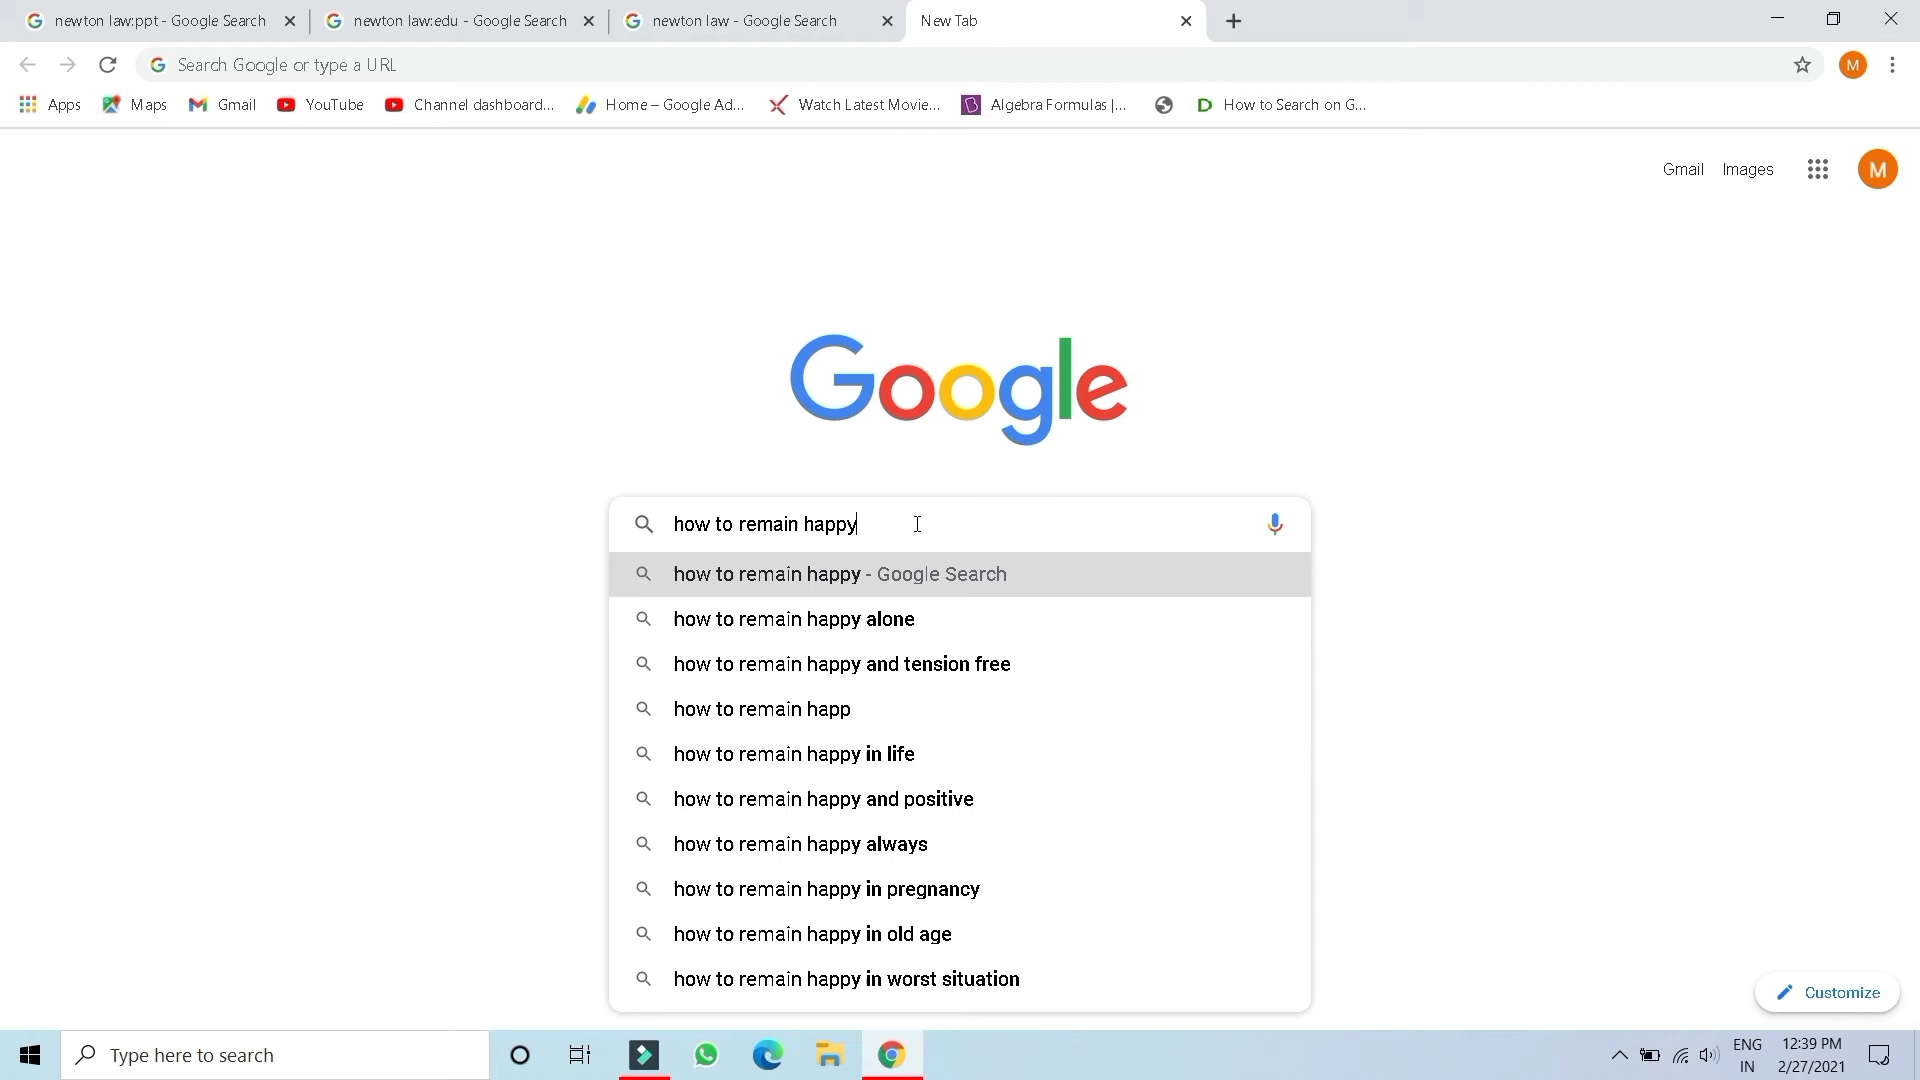 newton law:ppt - Google Search
newton law:edu - Google Search
newton law - Google Search
New Tab
Search Google or type a URL
M
Apps
Maps
Gmail
YouTube
Channel dashboard...
Home – Google Ad...
Watch Latest Movie...
Algebra Formulas |...
How to Search on G...
Gmail
Images
M
Google
how to remain happy
how to remain happy - Google Search
how to remain happy alone
how to remain happy and tension free
how to remain happ
how to remain happy in life
how to remain happy and positive
how to remain happy always
how to remain happy in pregnancy
how to remain happy in old age
how to remain happy in worst situation
Customize
Type here to search
ENG
IN
12:39 PM
2/27/2021